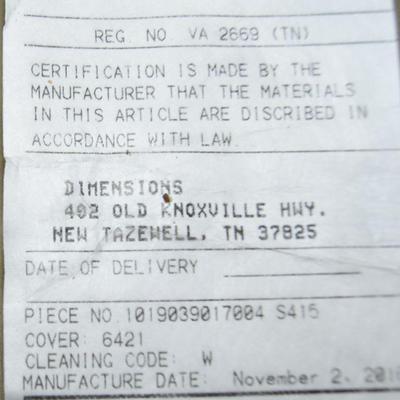 REG. NO. VA 2669 (TN)
CERTIFICATION IS MADE BY THE
MANUFACTURER THAT THE MATERIALS
IN THIS ARTICLE ARE DISCRIBED IN
ACCORDANCE WITH LAW.
DIMENSIONS
402 OLD KNOXVILLE HWY.
NEW TAZEWELL, TN 37825
DATE OF DELIVERY
PIECE NO. 1019039017004 S415
COVER: 6421
CLEANING CODE: W
MANUFACTURE DATE: November 2, 201